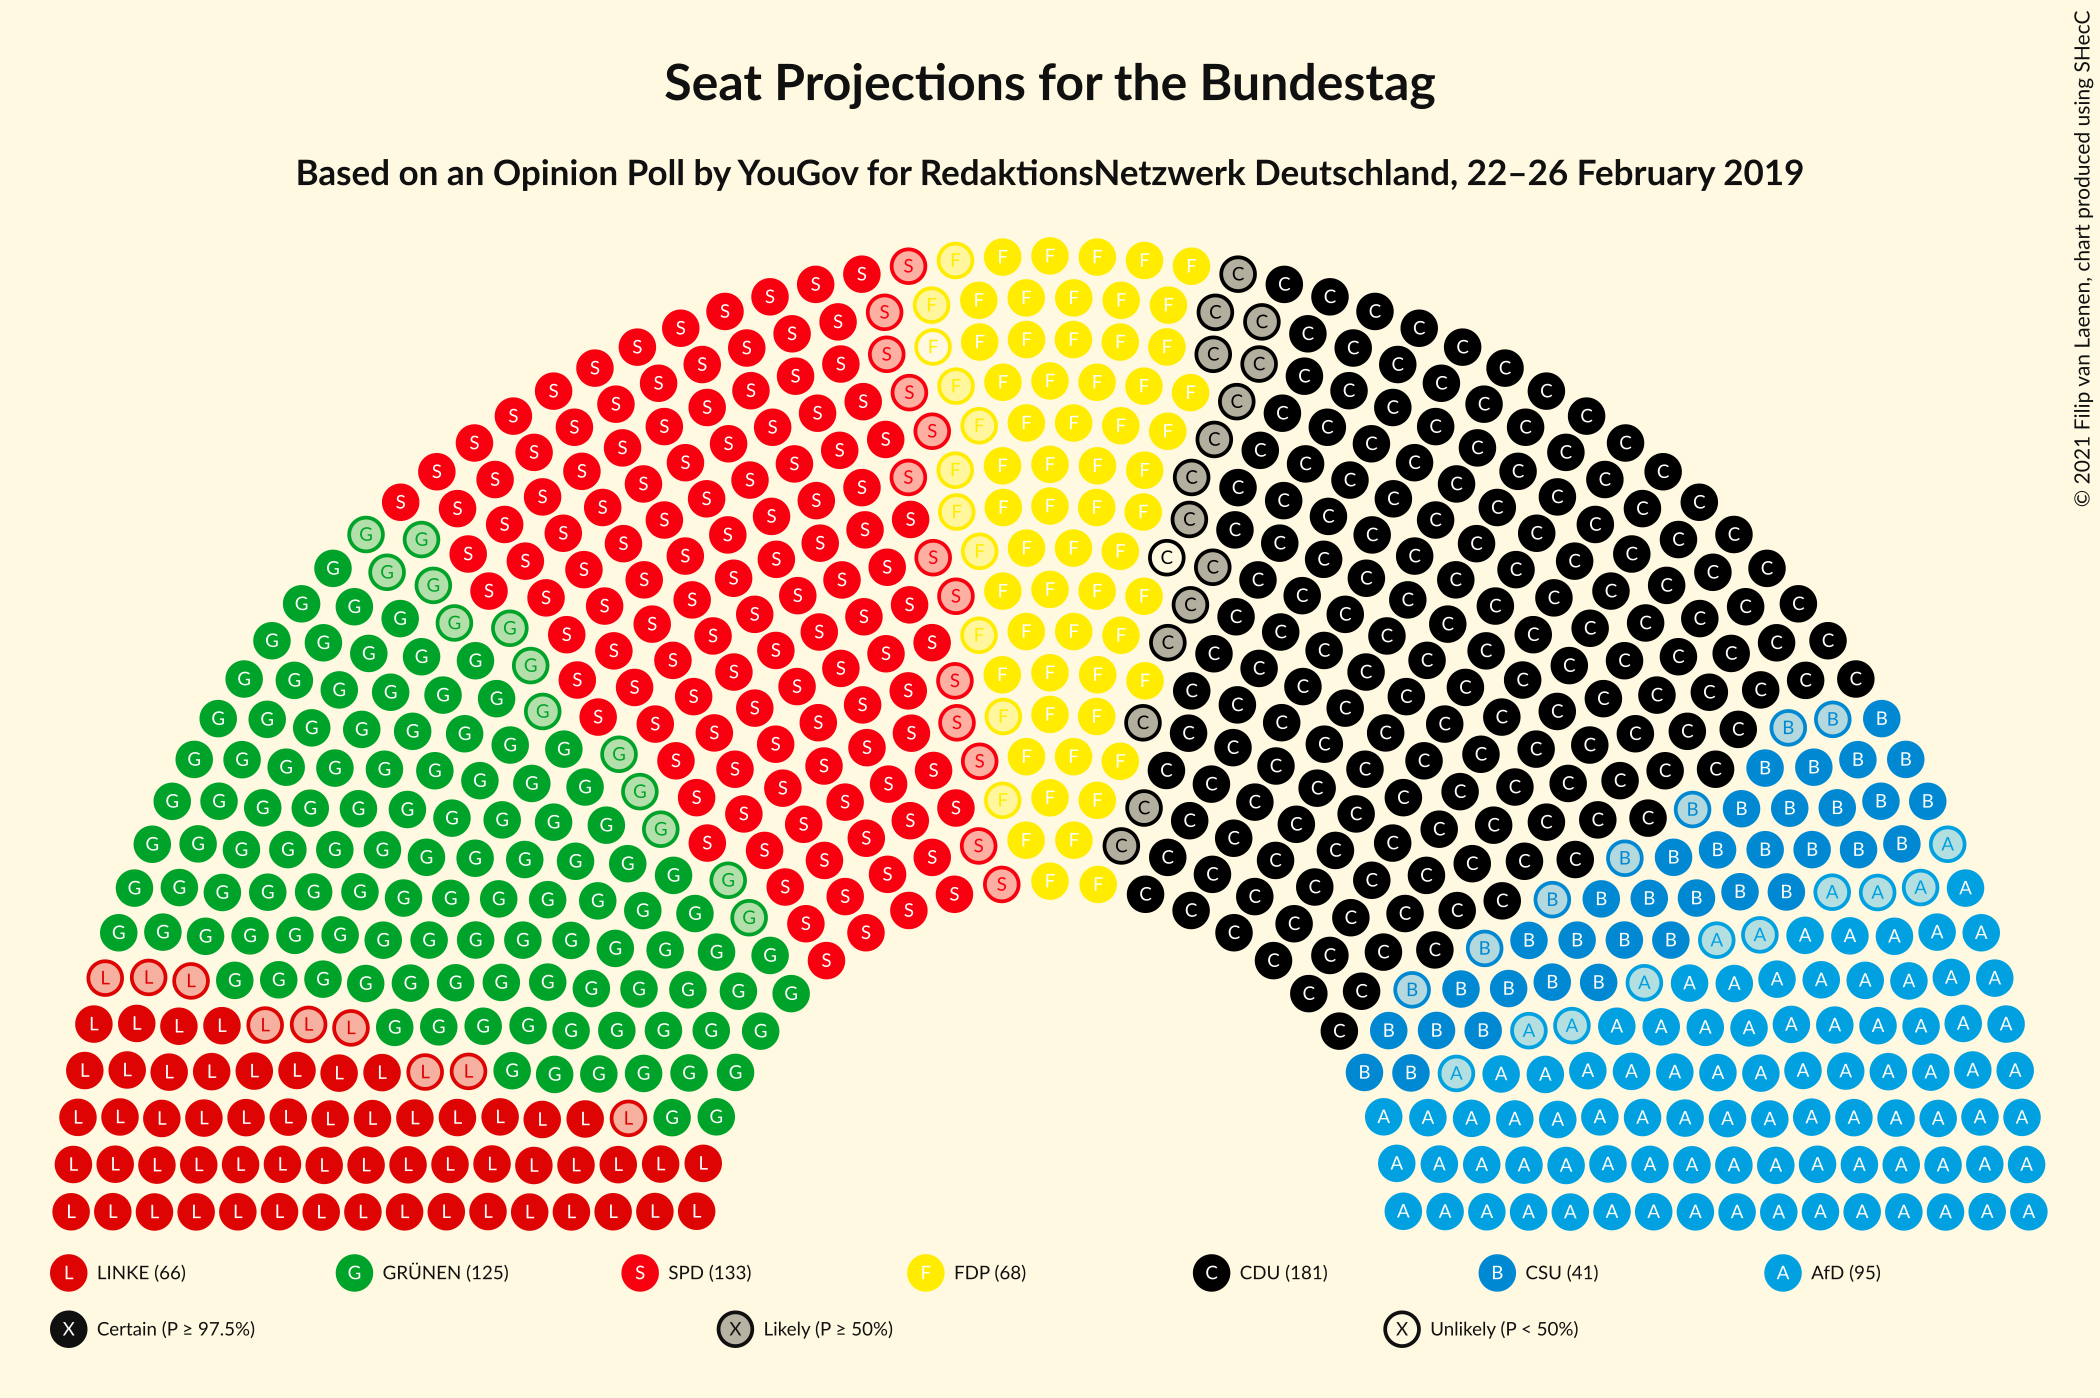 Seat Projections for the Bundestag
Based on an Opinion Poll by YouGov for RedaktionsNetzwerk Deutschland, 22–26 February 2019
© 2021 Filip van Laenen, chart produced using SHecC
L LINKE (66)
G GRÜNEN (125)
S SPD (133)
F FDP (68)
C CDU (181)
B CSU (41)
A AfD (95)
X Certain (P ≥ 97.5%)
X Likely (P ≥ 50%)
X Unlikely (P < 50%)